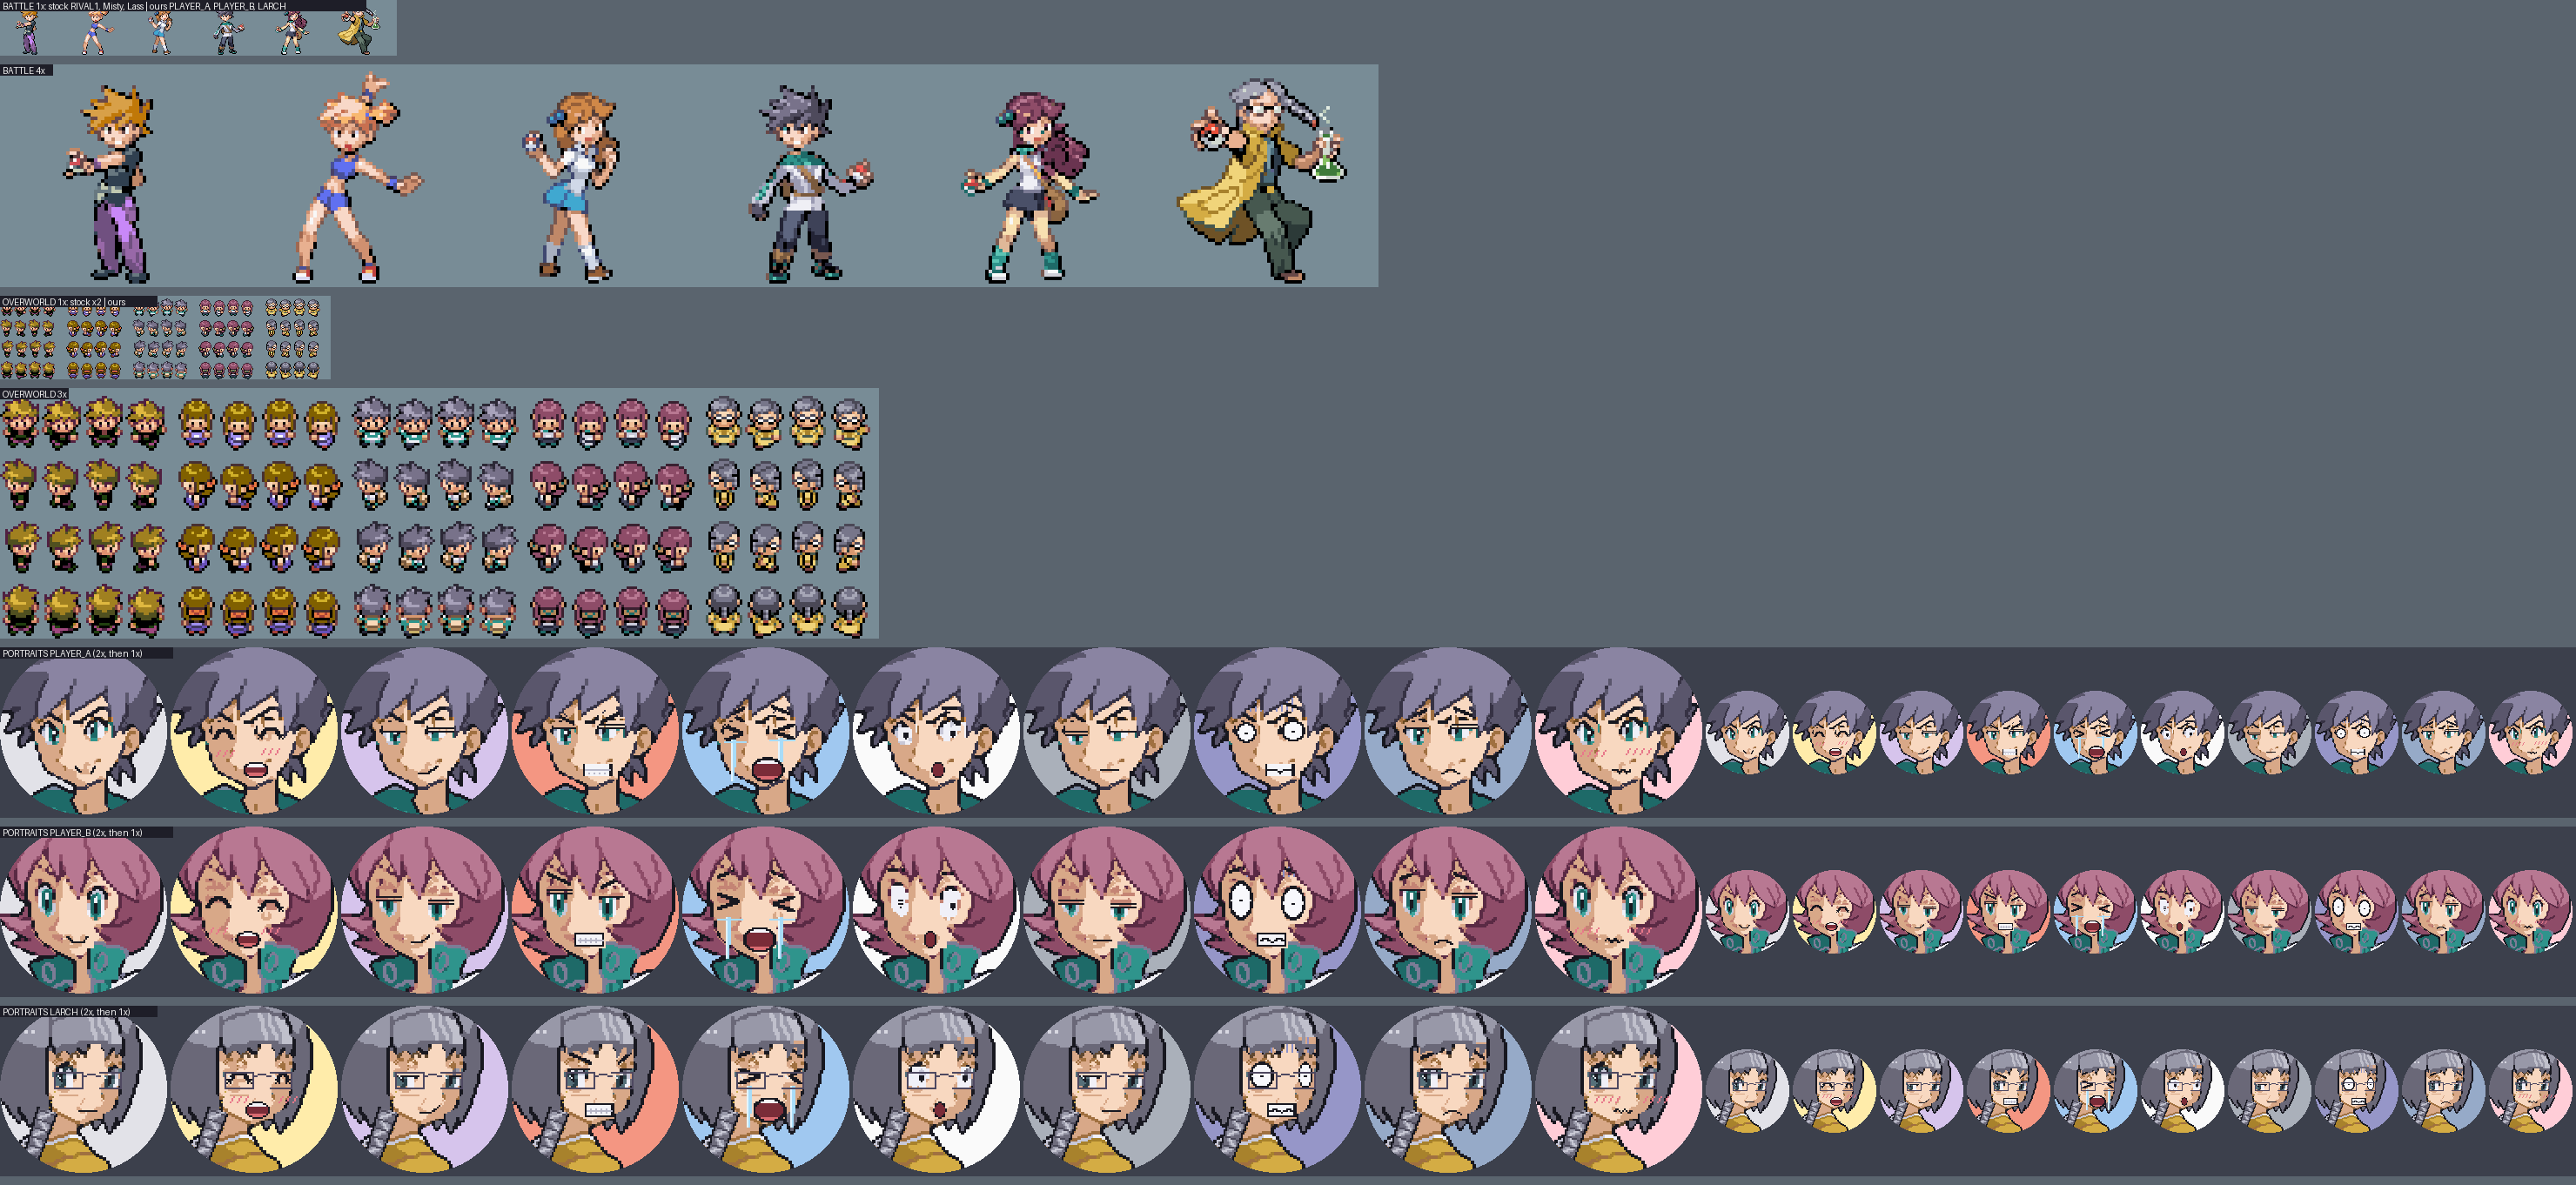 BATTLE 1x: stock RIVAL1, Misty, Lass | ours PLAYER_A, PLAYER_B, LARCH
BATTLE 4x
OVERWORLD 1x: stock x2 | ours
OVERWORLD 3x
PORTRAITS PLAYER_A (2x, then 1x)
PORTRAITS PLAYER_B (2x, then 1x)
PORTRAITS LARCH (2x, then 1x)